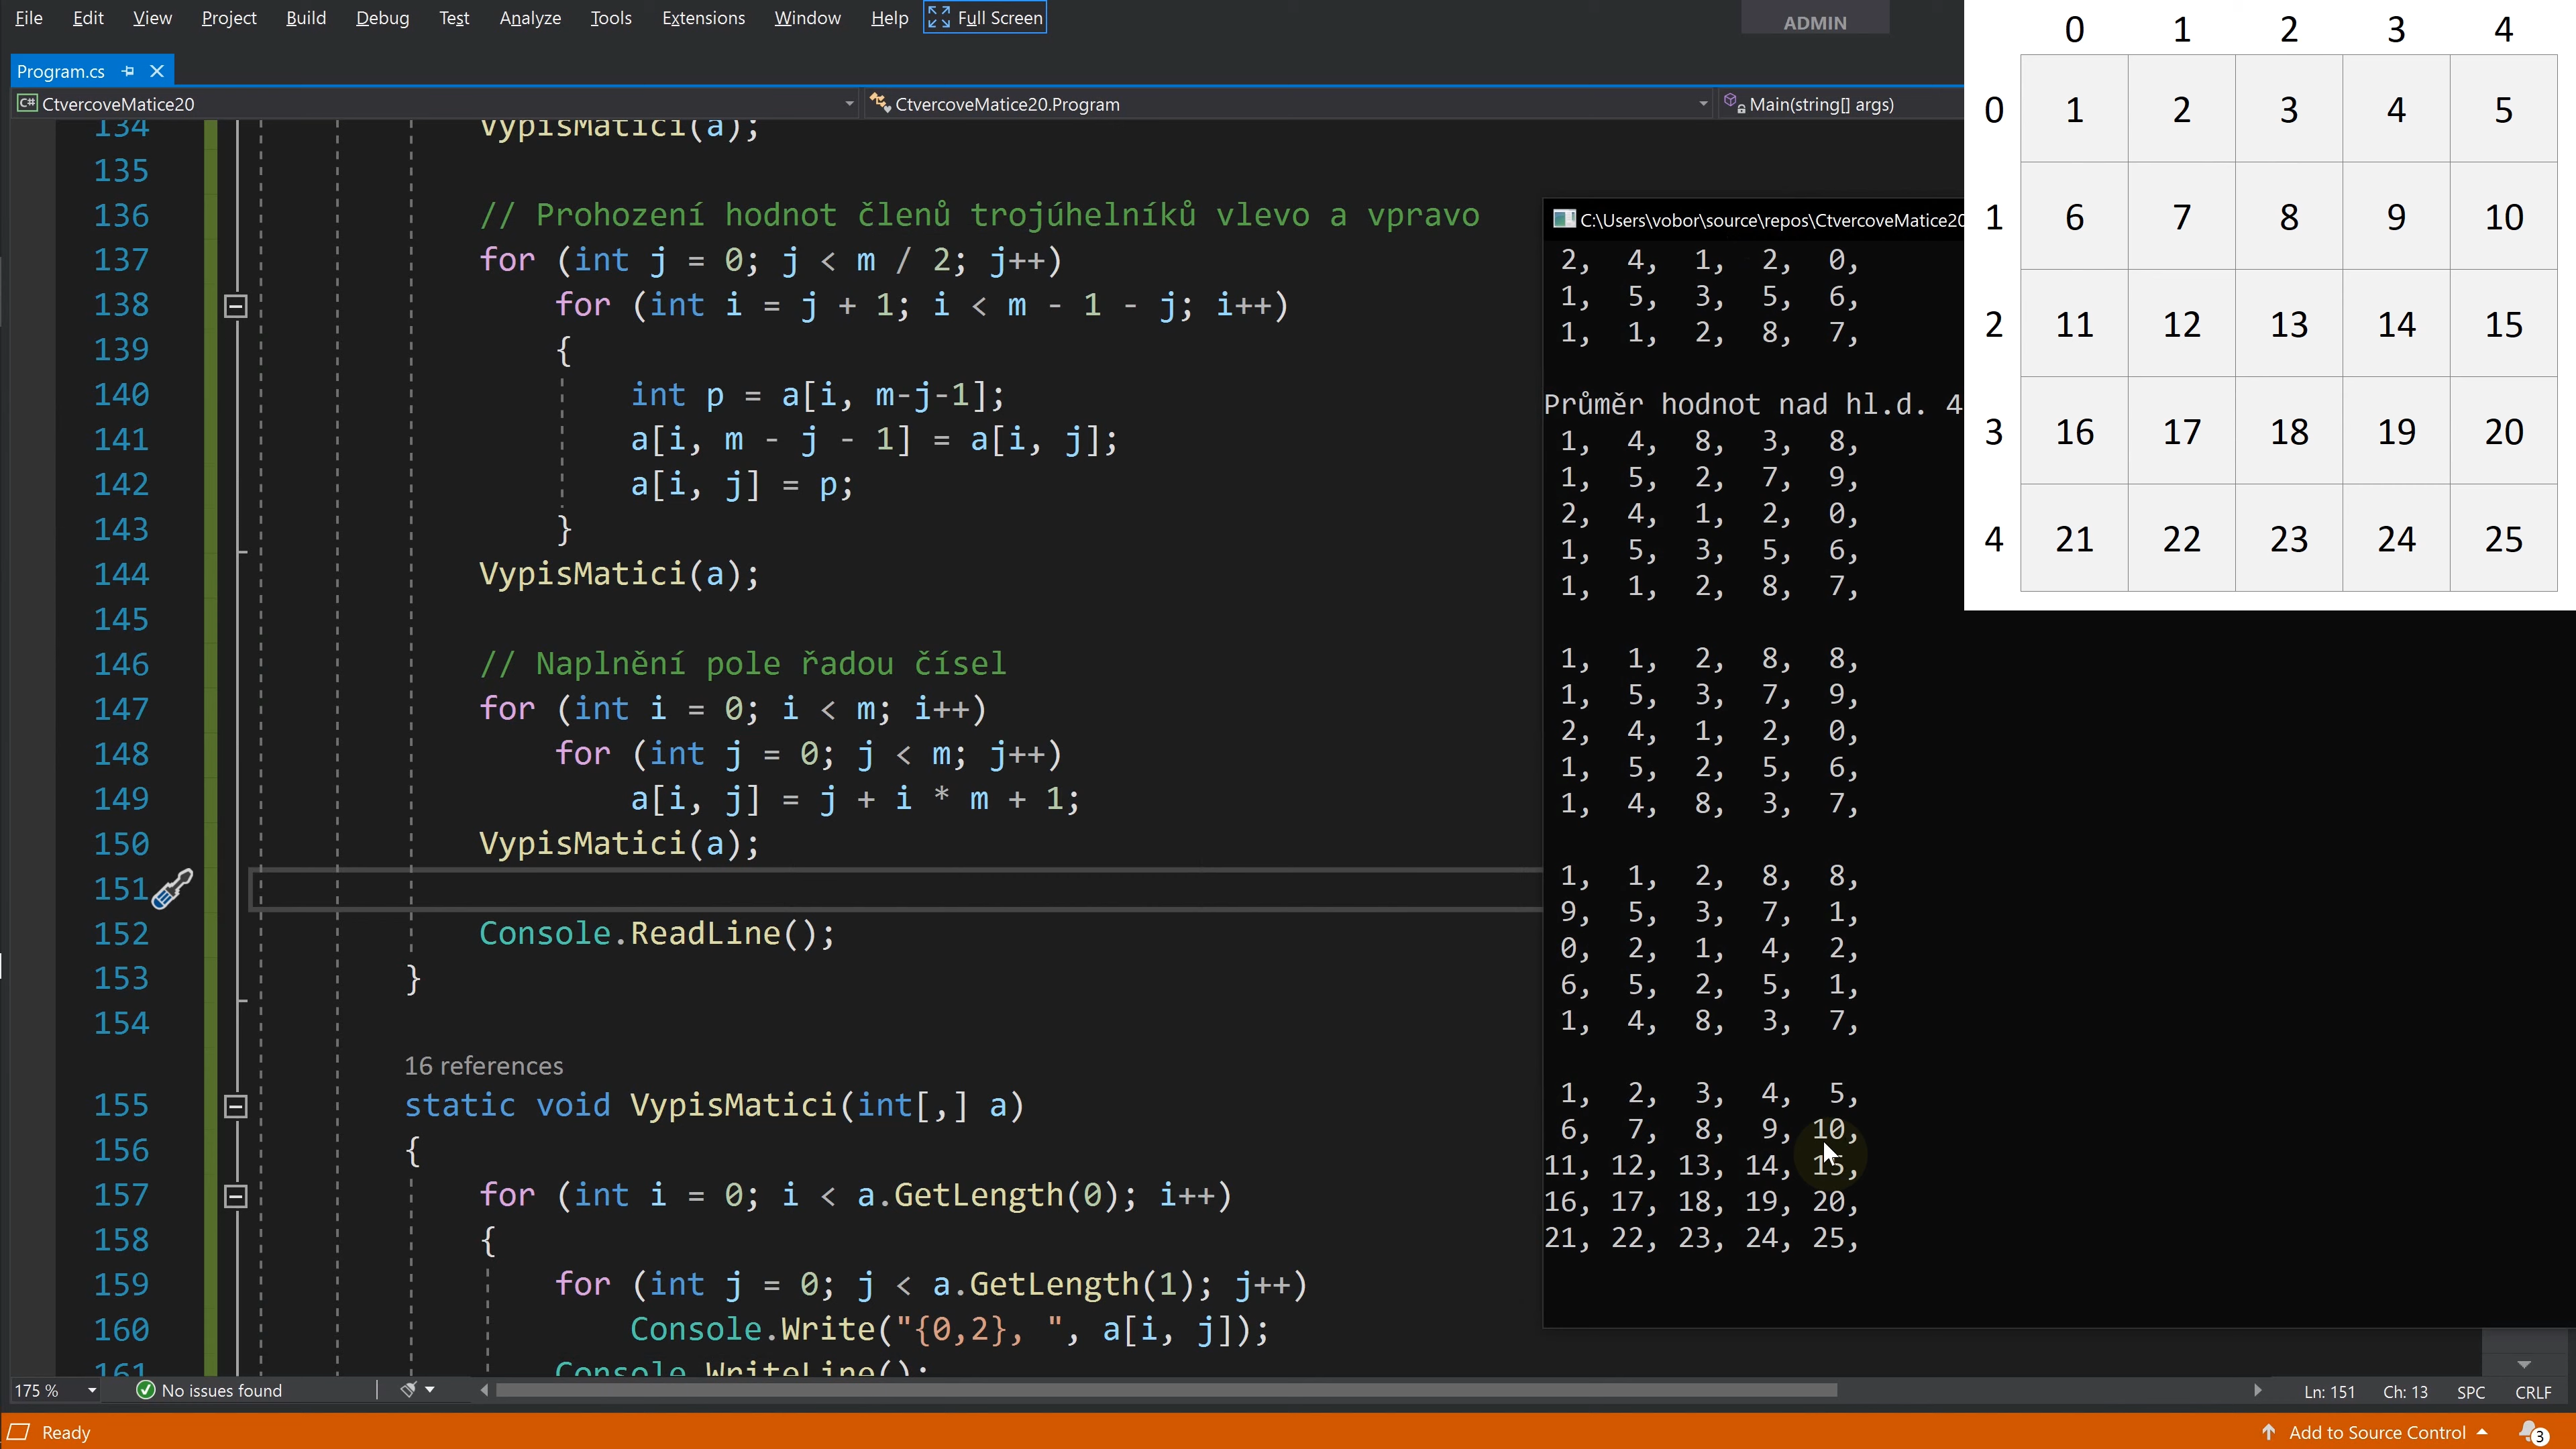 File Edit View Project Build Debug Test Analyze Tools Extensions Window Help Full Screen ADMIN
Program.cs
C# CtvercoveMatice20 CtvercoveMatice20.Program Main(string[] args)
134 VypisMatici(a);
135
136 // Prohození hodnot členů trojúhelníků vlevo a vpravo
137 for (int j = 0; j < m / 2; j++)
138 for (int i = j + 1; i < m - 1 - j; i++)
139 {
140 int p = a[i, m-j-1];
141 a[i, m - j - 1] = a[i, j];
142 a[i, j] = p;
143 }
144 VypisMatici(a);
145
146 // Naplnění pole řadou čísel
147 for (int i = 0; i < m; i++)
148 for (int j = 0; j < m; j++)
149 a[i, j] = j + i * m + 1;
150 VypisMatici(a);
151
152 Console.ReadLine();
153 }
154
16 references
155 static void VypisMatici(int[,] a)
156 {
157 for (int i = 0; i < a.GetLength(0); i++)
158 {
159 for (int j = 0; j < a.GetLength(1); j++)
160 Console.Write("{0,2}, ", a[i, j]);
161 Console.WriteLine();
C:\Users\vobor\source\repos\CtvercoveMatice20
2, 4, 1, 2, 0,
1, 5, 3, 5, 6,
1, 1, 2, 8, 7,
Průměr hodnot nad hl.d. 4
1, 4, 8, 3, 8,
1, 5, 2, 7, 9,
2, 4, 1, 2, 0,
1, 5, 3, 5, 6,
1, 1, 2, 8, 7,
1, 1, 2, 8, 8,
1, 5, 3, 7, 9,
2, 4, 1, 2, 0,
1, 5, 2, 5, 6,
1, 4, 8, 3, 7,
1, 1, 2, 8, 8,
9, 5, 3, 7, 1,
0, 2, 1, 4, 2,
6, 5, 2, 5, 1,
1, 4, 8, 3, 7,
1, 2, 3, 4, 5,
6, 7, 8, 9, 10,
11, 12, 13, 14, 15,
16, 17, 18, 19, 20,
21, 22, 23, 24, 25,
0 1 2 3 4
0 1 2 3 4 5
1 6 7 8 9 10
2 11 12 13 14 15
3 16 17 18 19 20
4 21 22 23 24 25
175 % No issues found Ln: 151 Ch: 13 SPC CRLF
Ready Add to Source Control 3